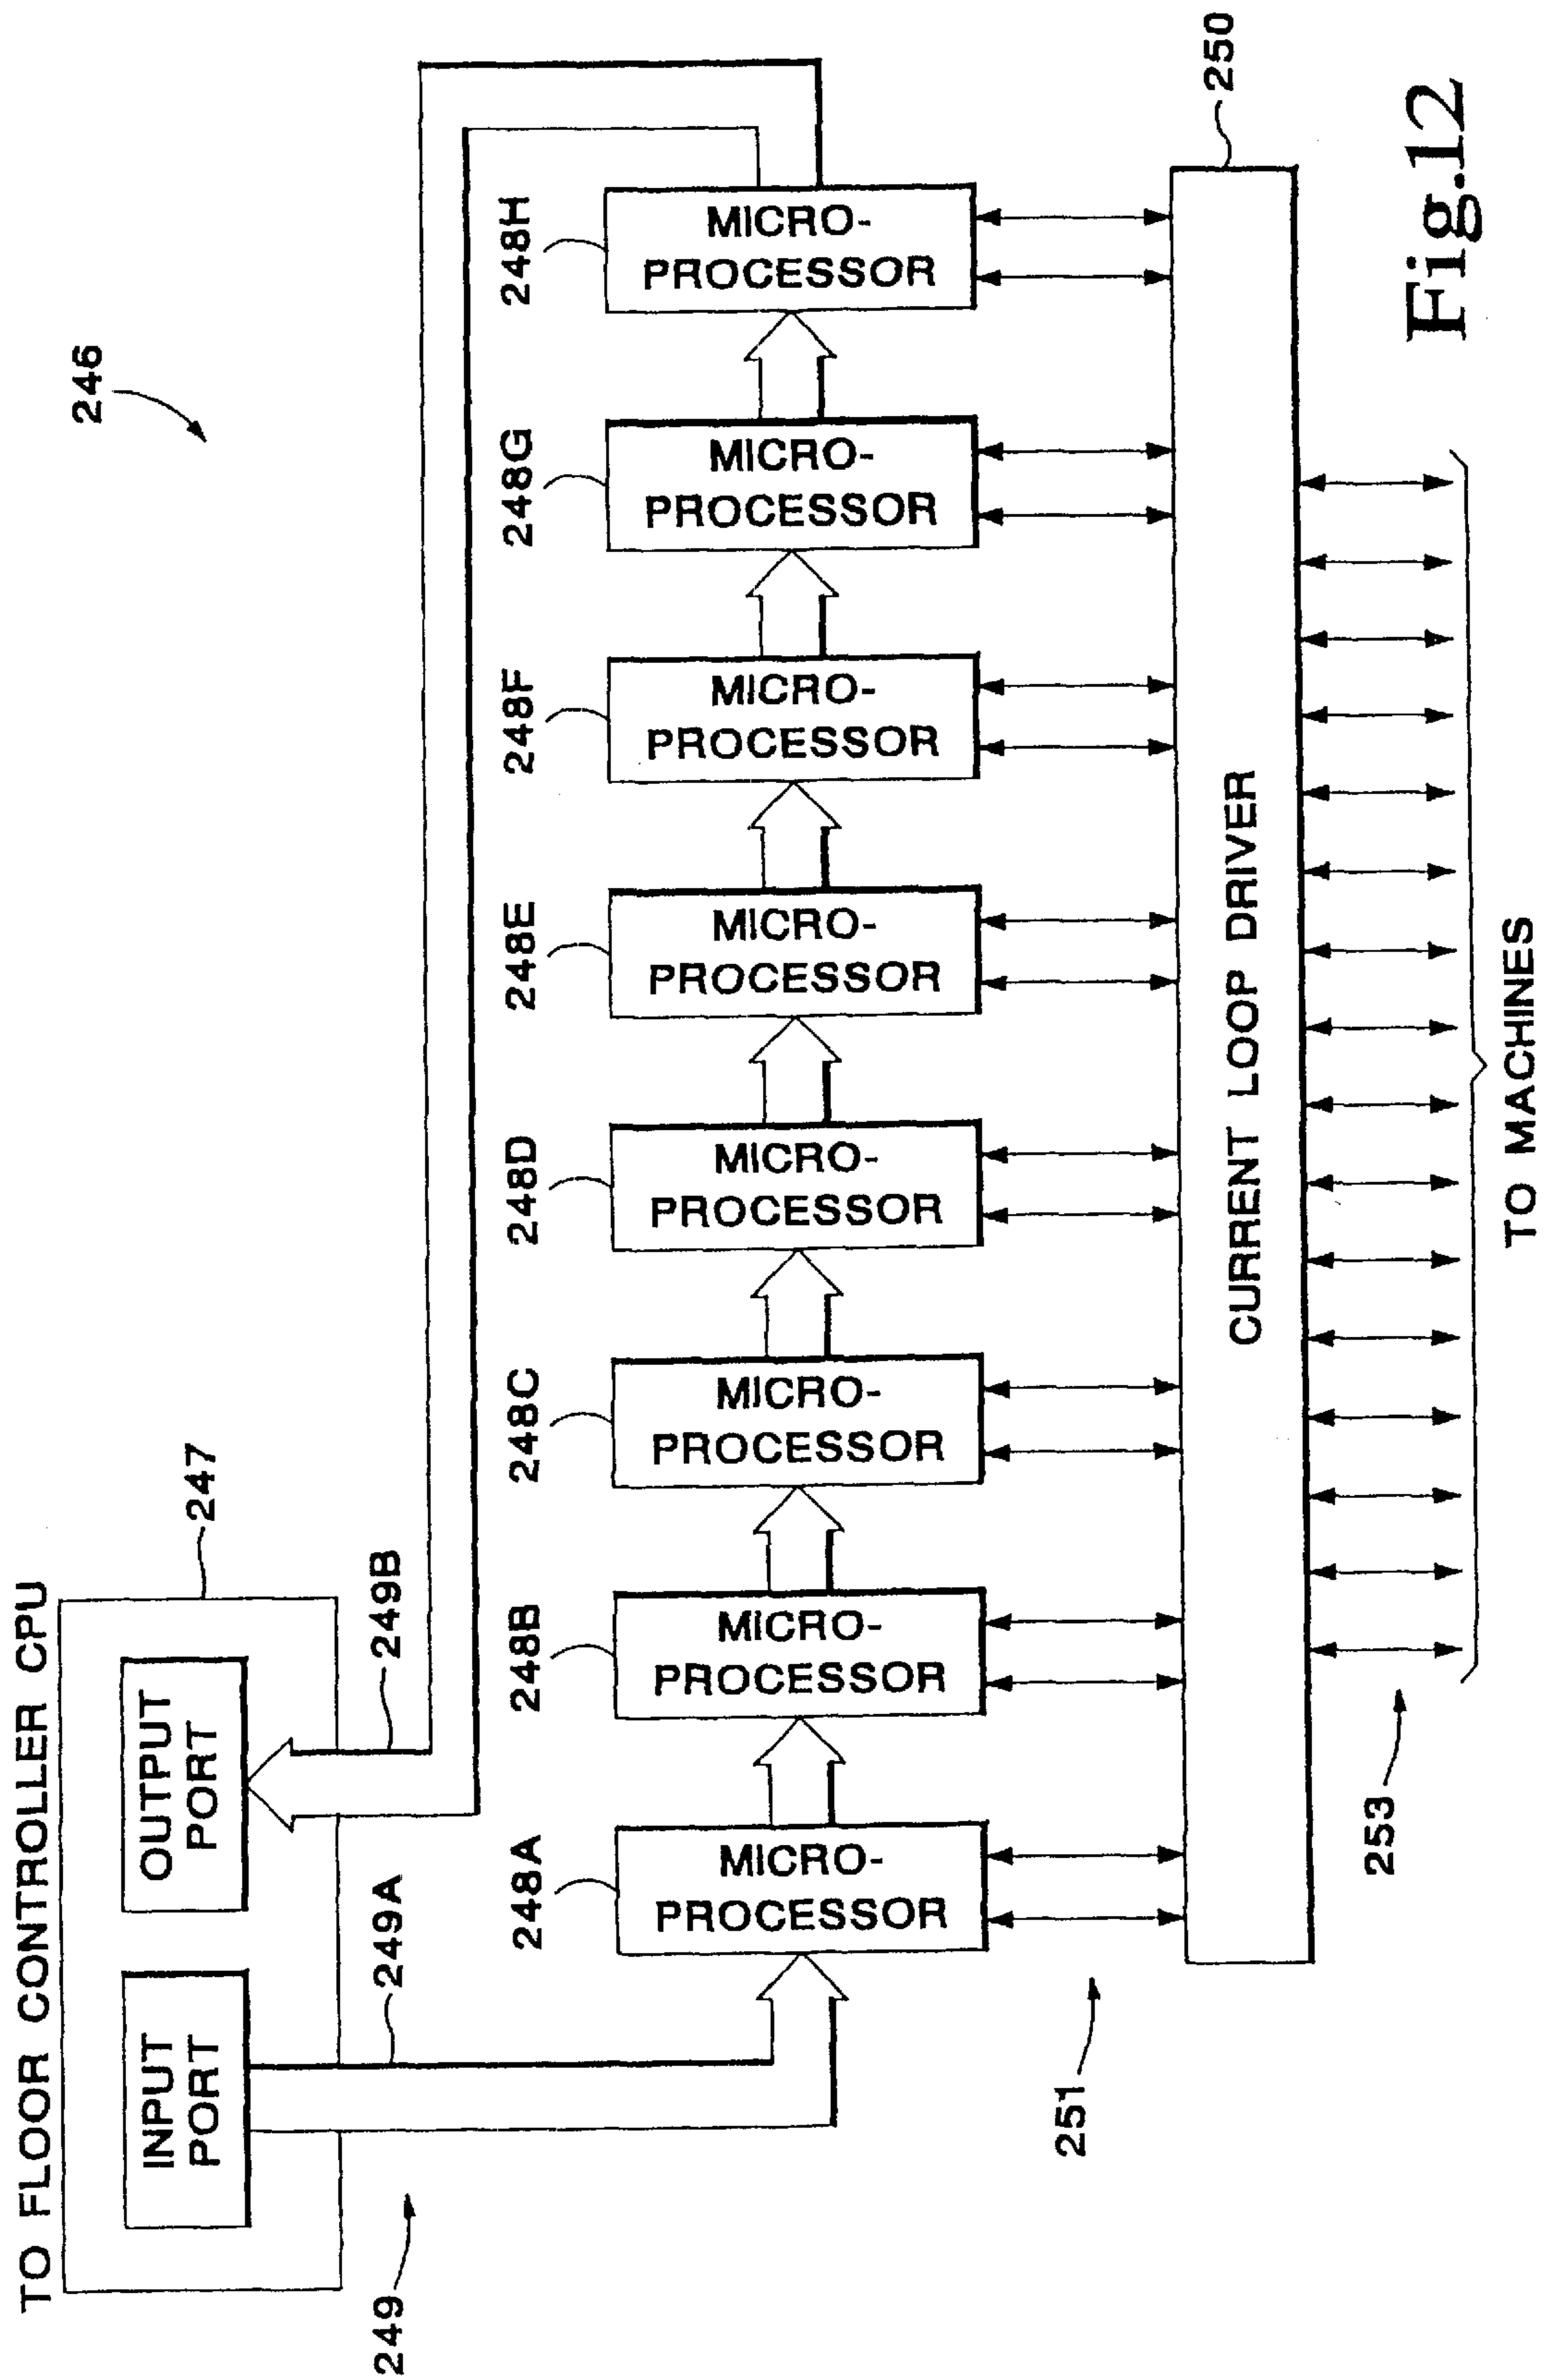 246
TO FLOOR CONTROLLER CPU
247
INPUT
PORT
OUTPUT
PORT
249
249A
249B
248A
248B
248C
248D
248E
248F
248G
248H
MICRO-
PROCESSOR
MICRO-
PROCESSOR
MICRO-
PROCESSOR
MICRO-
PROCESSOR
MICRO-
PROCESSOR
MICRO-
PROCESSOR
MICRO-
PROCESSOR
MICRO-
PROCESSOR
251
250
CURRENT LOOP DRIVER
253
TO MACHINES
Fig.12